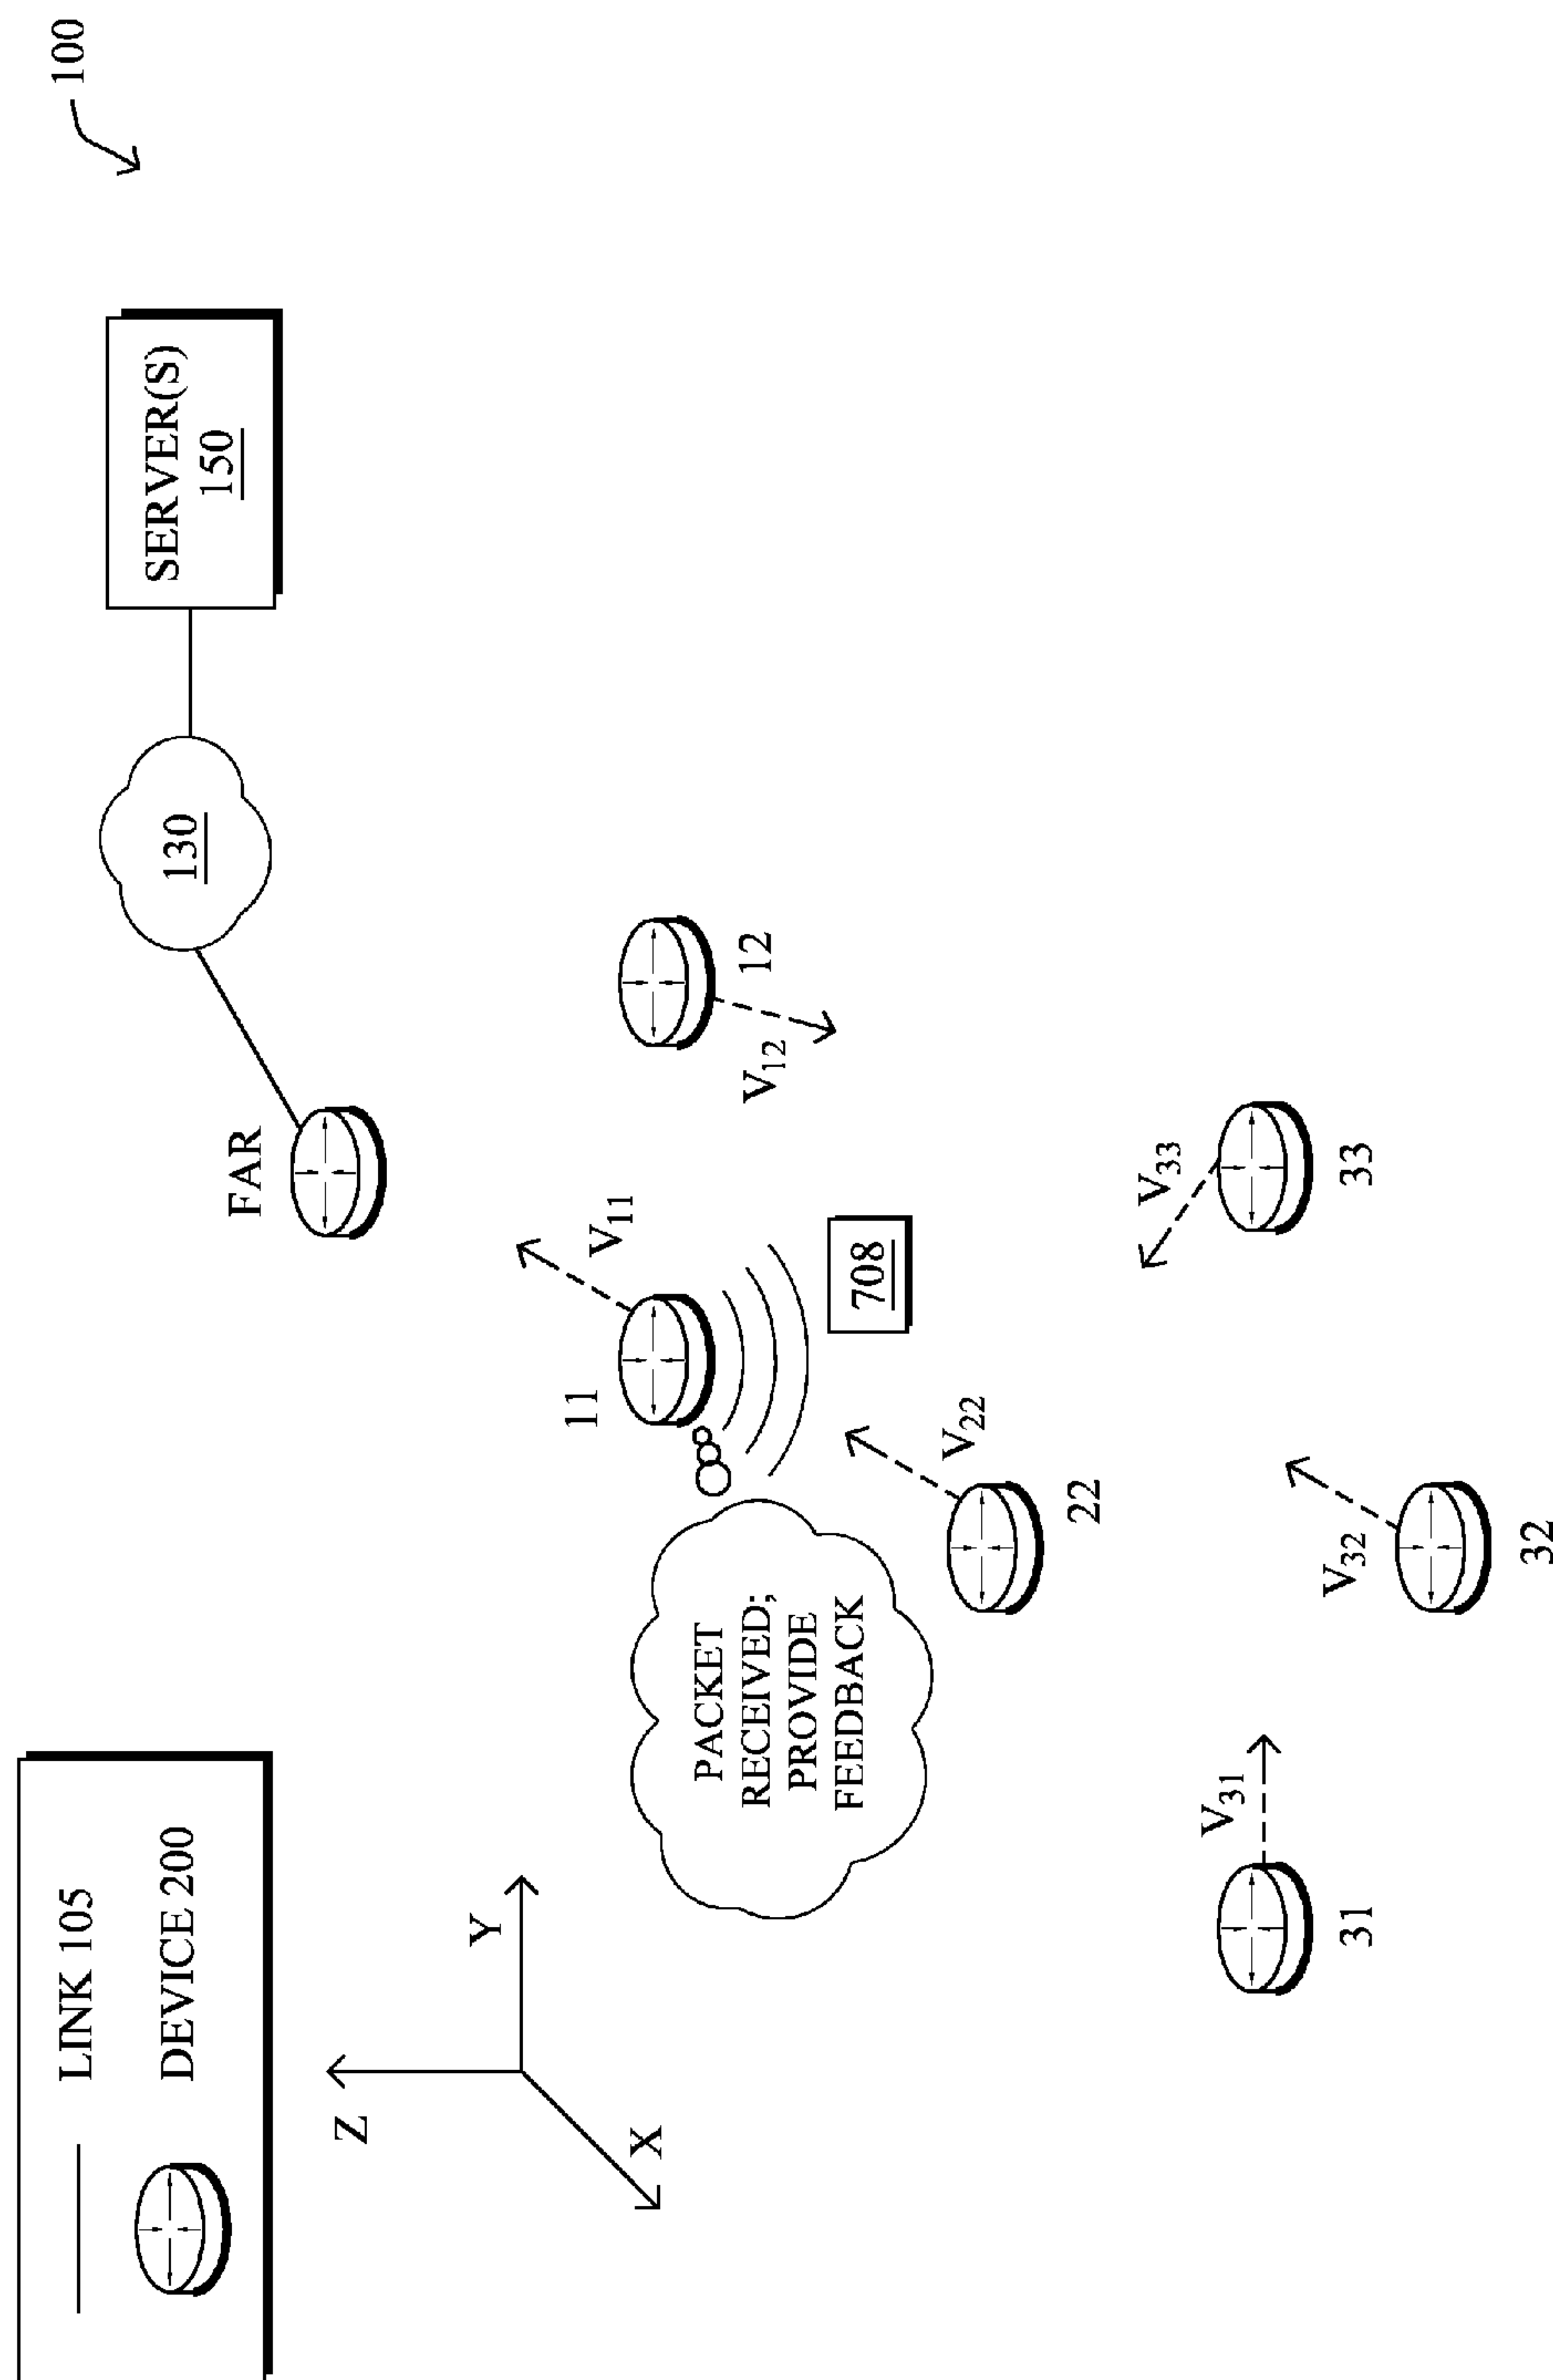 100
LINK 105
DEVICE 200
SERVER(S)
150
130
FAR
Z
Y
X
11
V11
12
V12
PACKET
RECEIVED;
PROVIDE
FEEDBACK
708
22
V22
31
V31
32
V32
33
V33